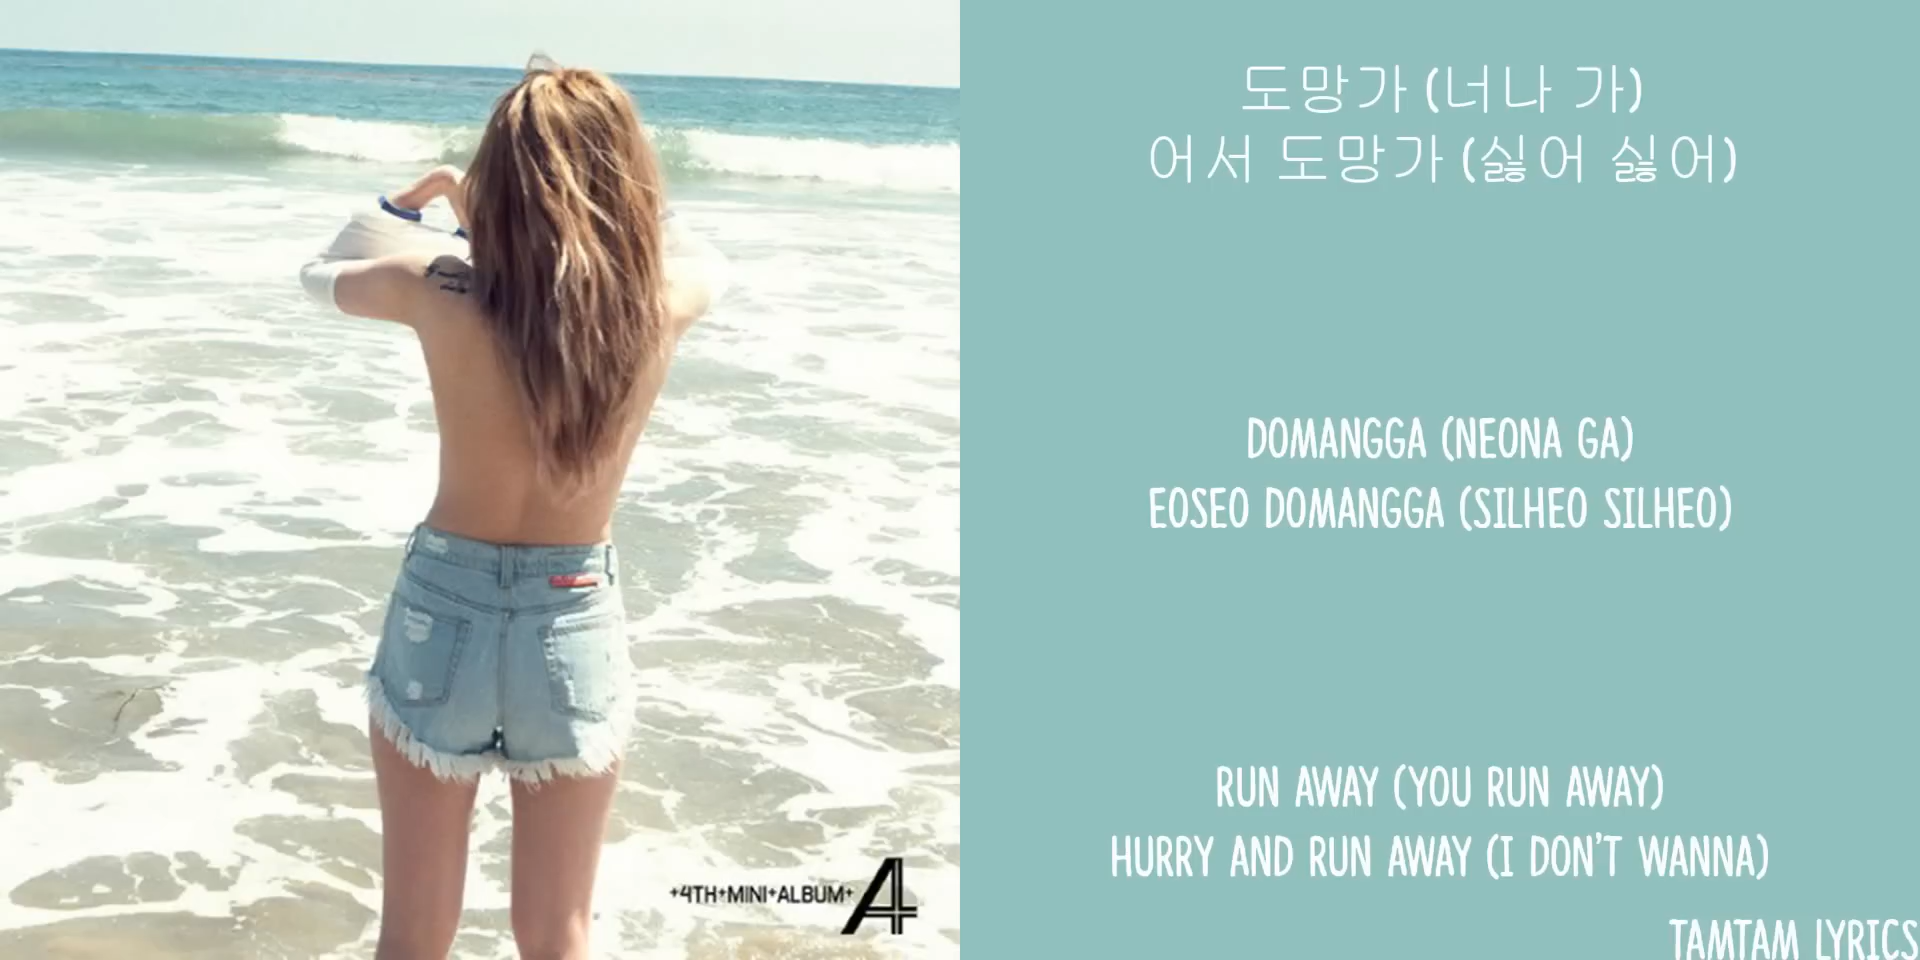 +4TH+MINI+ALBUM+ A
도망가 (너나 가)
어서 도망가 (싫어 싫어)
DOMANGGA (NEONA GA)
EOSEO DOMANGGA (SILHEO SILHEO)
RUN AWAY (YOU RUN AWAY)
HURRY AND RUN AWAY (I DON'T WANNA)
TAMTAM LYRICS